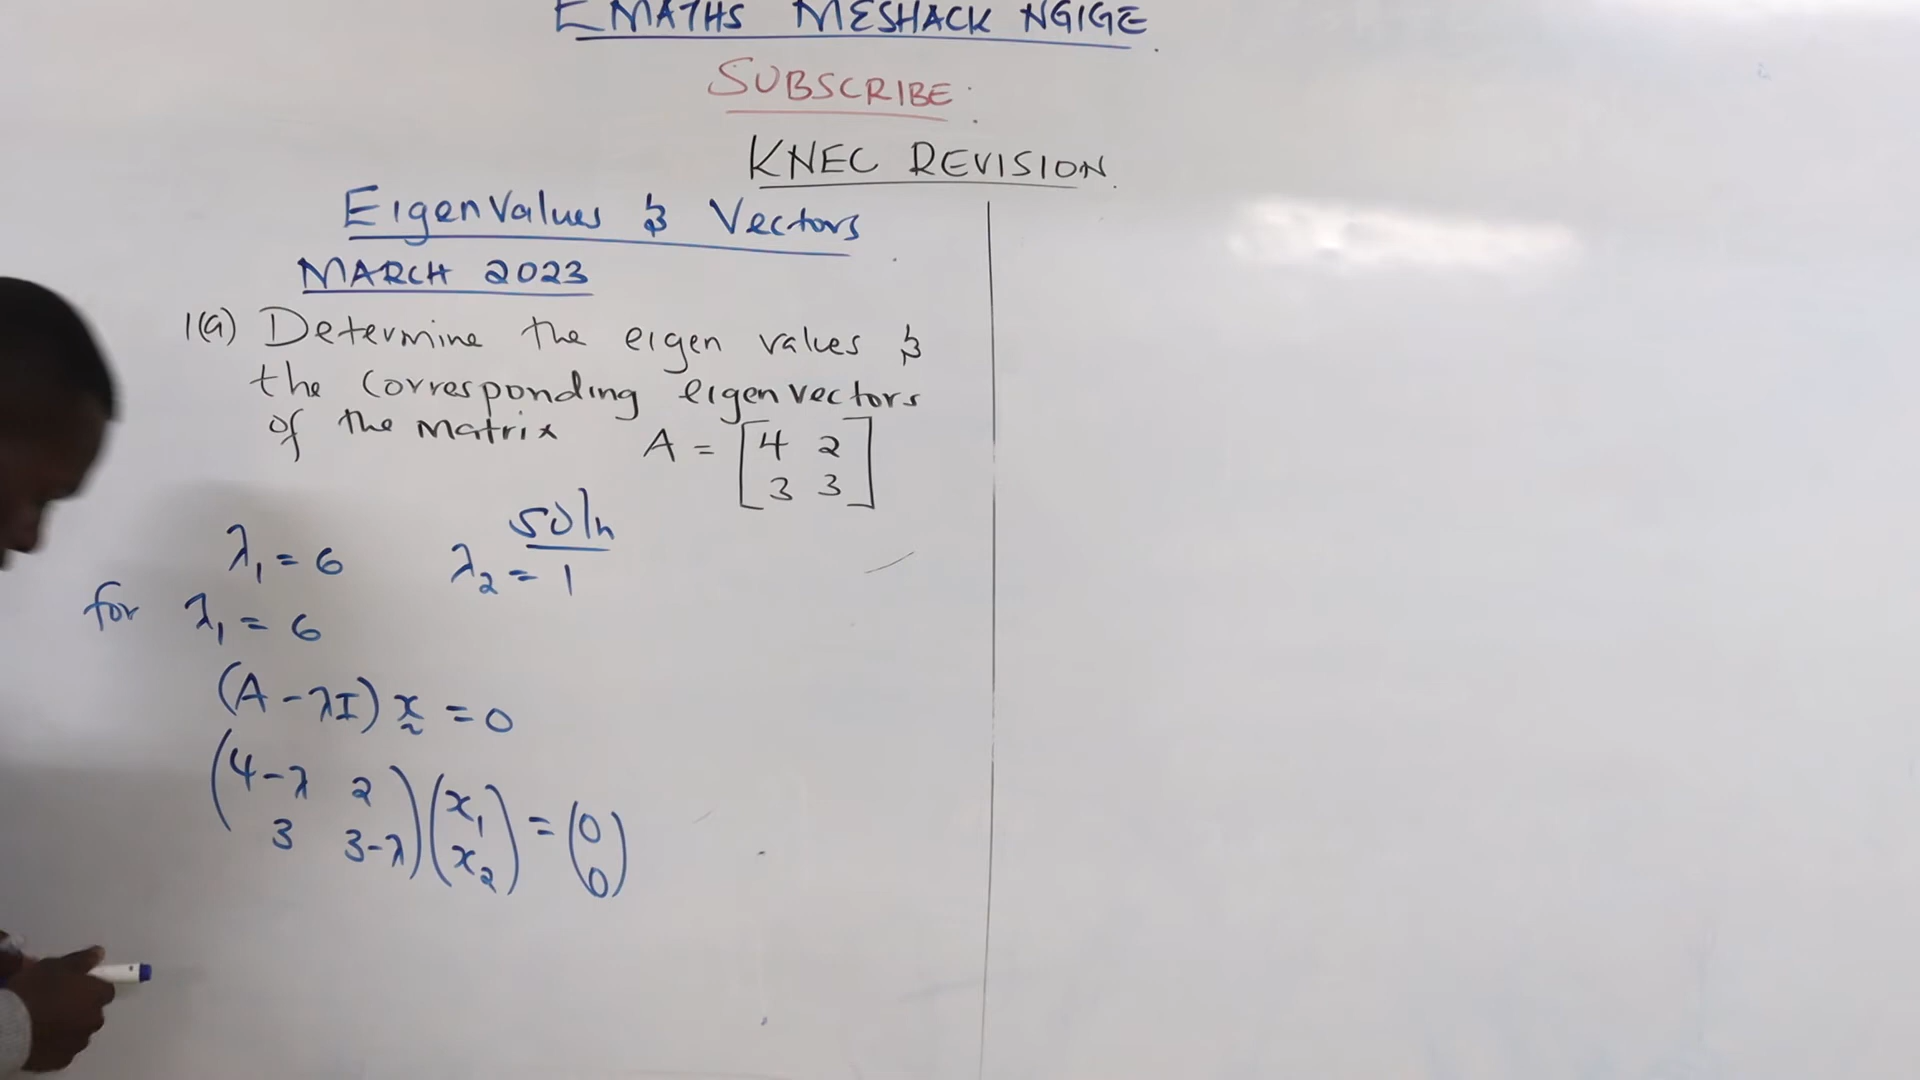 EMATHS MESHACK NGIGE
SUBSCRIBE:
KNEC REVISION
EigenValues & Vectors
MARCH 2023
1(a) Determine the eigen values &
the corresponding eigenvectors
of the matrix A = [4 2
3 3]
soln
λ₁ = 6 λ₂ = 1
for λ₁ = 6
(A - λI) x̰ = 0
(4-λ 2
3 3-λ) (x₁
x₂) = (0
0)